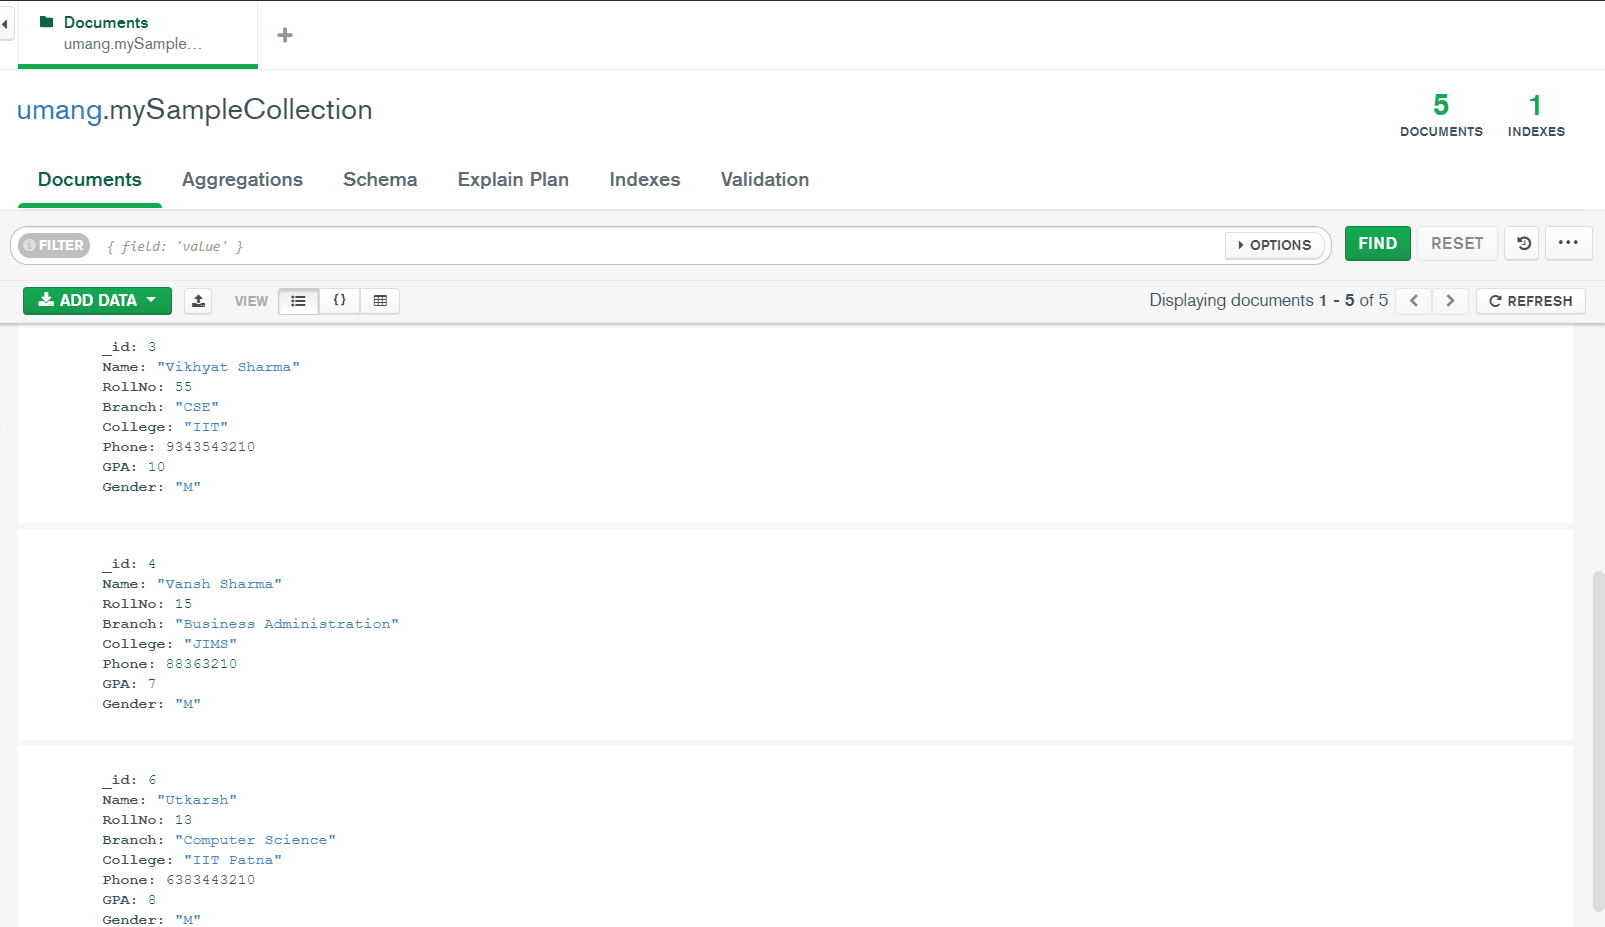 Documents
umang.mySample...
umang.mySampleCollection
5
DOCUMENTS
1
INDEXES
Documents Aggregations Schema Explain Plan Indexes Validation
FILTER { field: 'value' } OPTIONS FIND RESET
ADD DATA VIEW {} Displaying documents 1 - 5 of 5 REFRESH
_id: 3
Name: "Vikhyat Sharma"
RollNo: 55
Branch: "CSE"
College: "IIT"
Phone: 9343543210
GPA: 10
Gender: "M"
_id: 4
Name: "Vansh Sharma"
RollNo: 15
Branch: "Business Administration"
College: "JIMS"
Phone: 88363210
GPA: 7
Gender: "M"
_id: 6
Name: "Utkarsh"
RollNo: 13
Branch: "Computer Science"
College: "IIT Patna"
Phone: 6383443210
GPA: 8
Gender: "M"